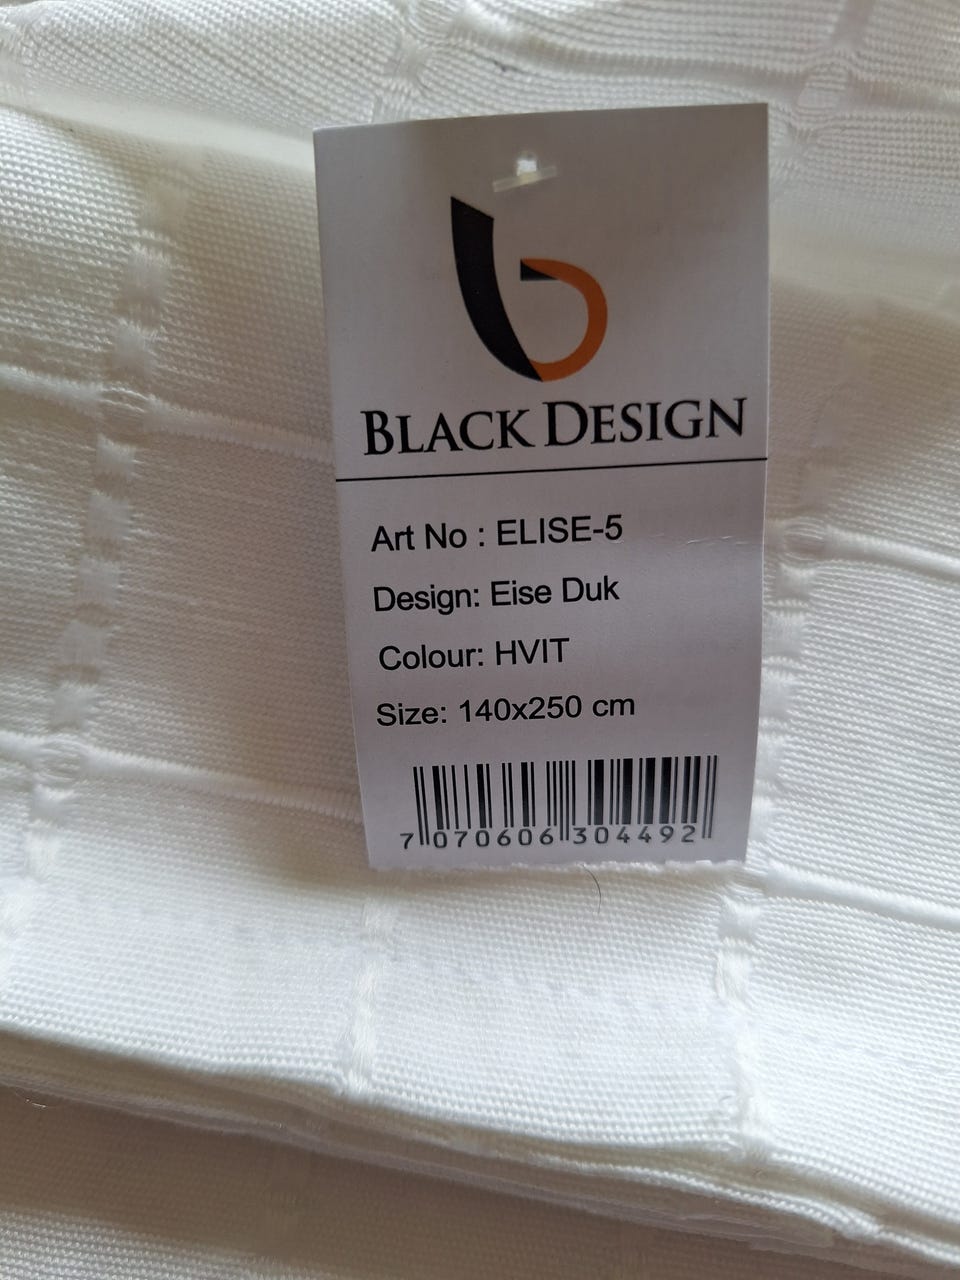 BLACK DESIGN
Art No : ELISE-5
Design: Eise Duk
Colour: HVIT
Size: 140x250 cm
7 070606 304492